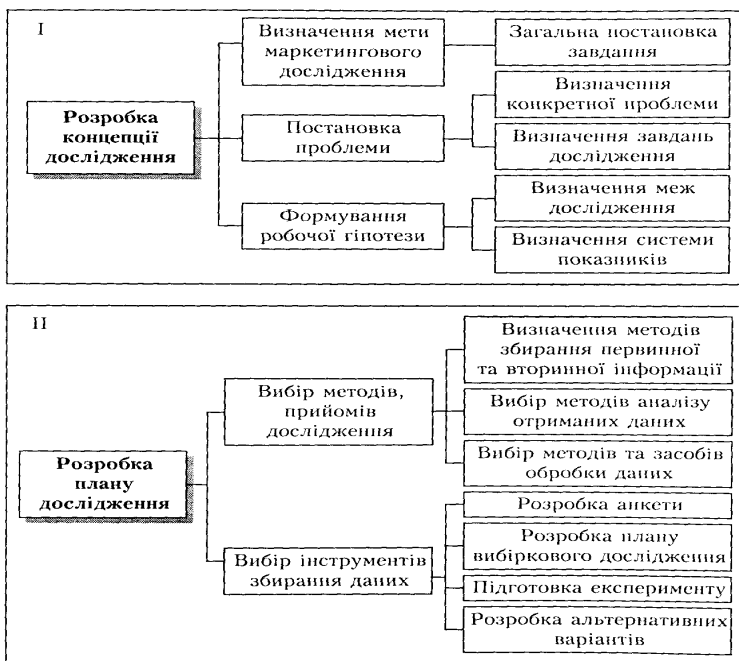 I
Розробка
концепції
дослідження
Визначення мети
маркетингового
дослідження
Загальна постановка
завдання
Постановка
проблеми
Визначення
конкретної проблеми
Визначення завдань
дослідження
Формування
робочої гіпотези
Визначення меж
дослідження
Визначення системи
показників
II
Розробка
плану
дослідження
Вибір методів,
прийомів
дослідження
Визначення методів
збирання первинної
та вторинної інформації
Вибір методів аналізу
отриманих даних
Вибір методів та засобів
обробки даних
Вибір інструментів
збирання даних
Розробка анкети
Розробка плану
вибіркового дослідження
Підготовка експерименту
Розробка альтернативних
варіантів